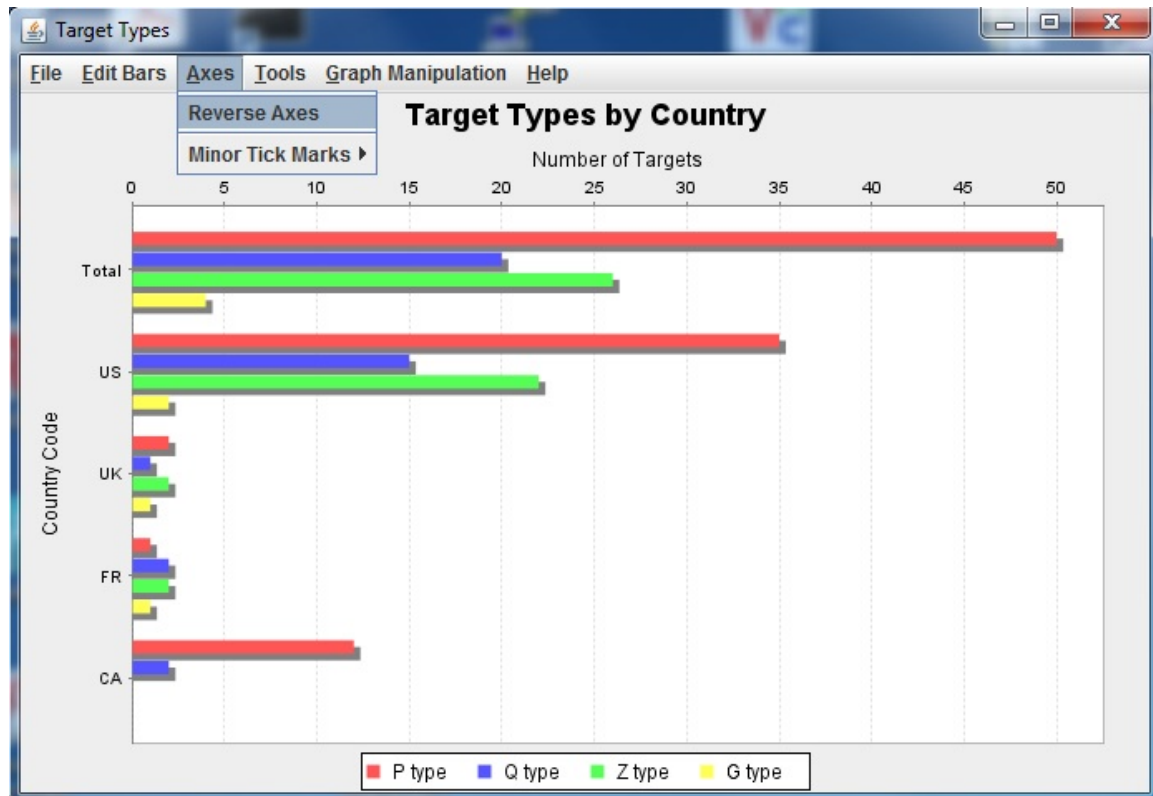 Target Types
File Edit Bars Axes Tools Graph Manipulation Help
Reverse Axes
Minor Tick Marks
Target Types by Country
Number of Targets
0 5 10 15 20 25 30 35 40 45 50
Country Code
Total
US
UK
FR
CA
P type Q type Z type G type